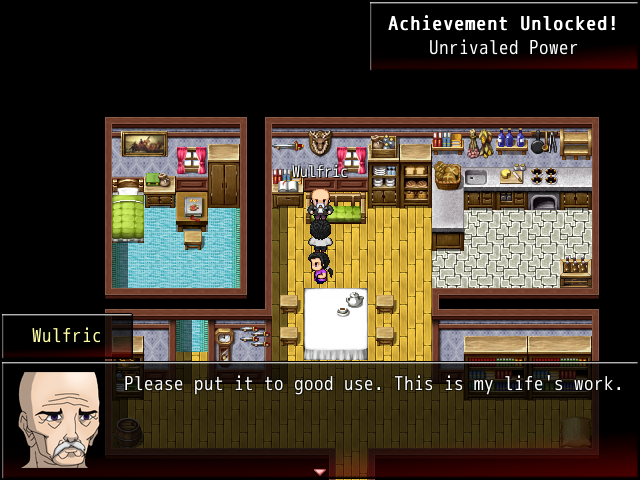 Achievement Unlocked!
Unrivaled Power
Wulfric
Wulfric
Please put it to good use. This is my life's work.